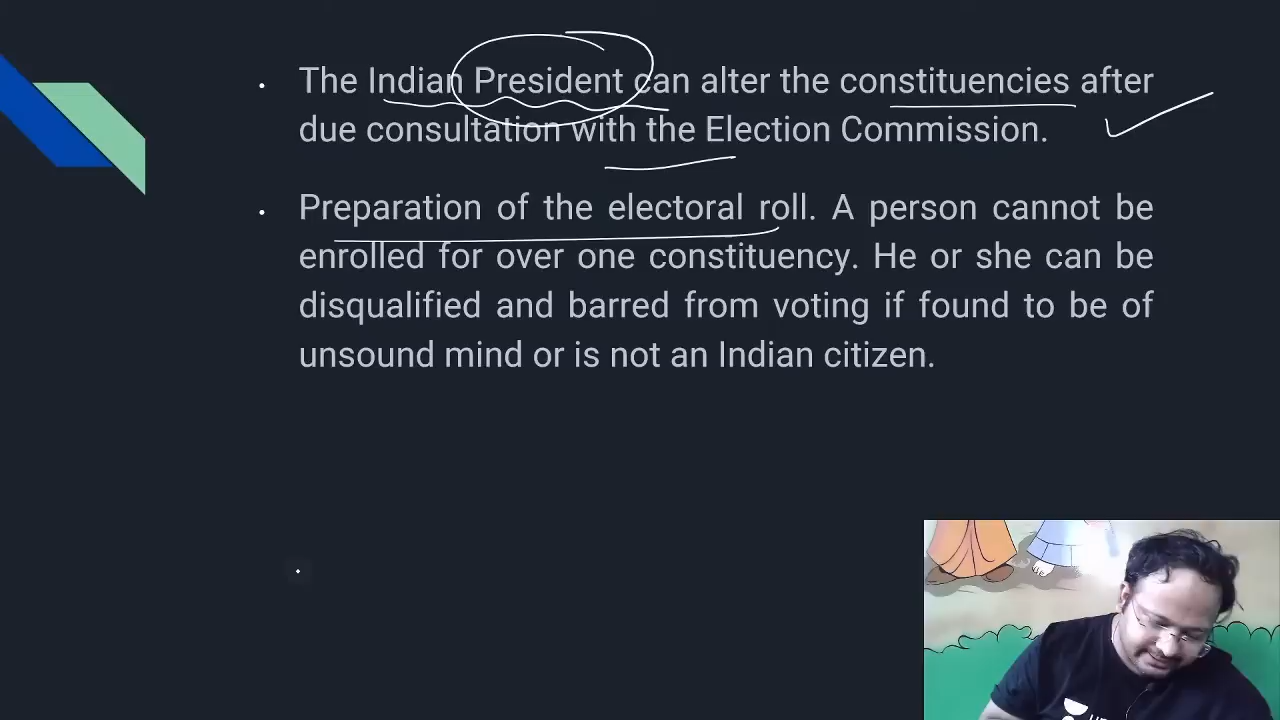 The Indian President can alter the constituencies after
due consultation with the Election Commission.
Preparation of the electoral roll. A person cannot be
enrolled for over one constituency. He or she can be
disqualified and barred from voting if found to be of
unsound mind or is not an Indian citizen.